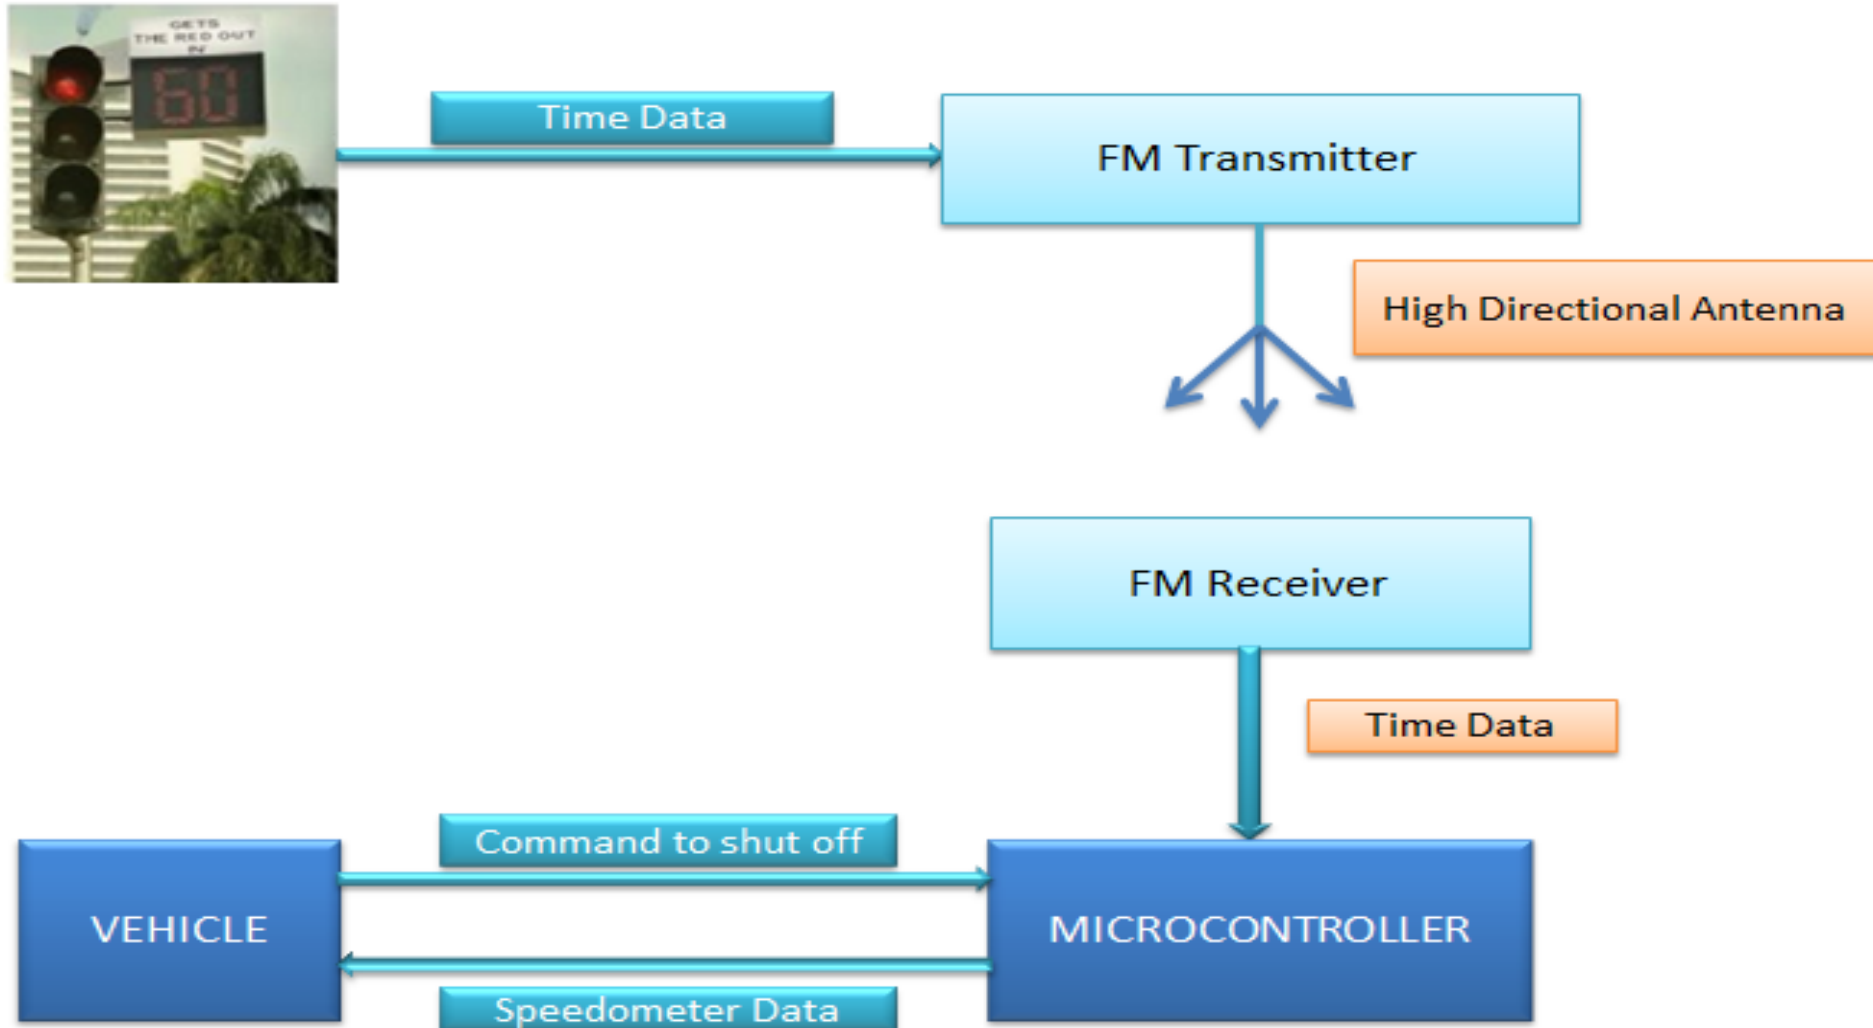 GETS
THE RED OUT
IN
60
Time Data
FM Transmitter
High Directional Antenna
FM Receiver
Time Data
Command to shut off
VEHICLE
MICROCONTROLLER
Speedometer Data